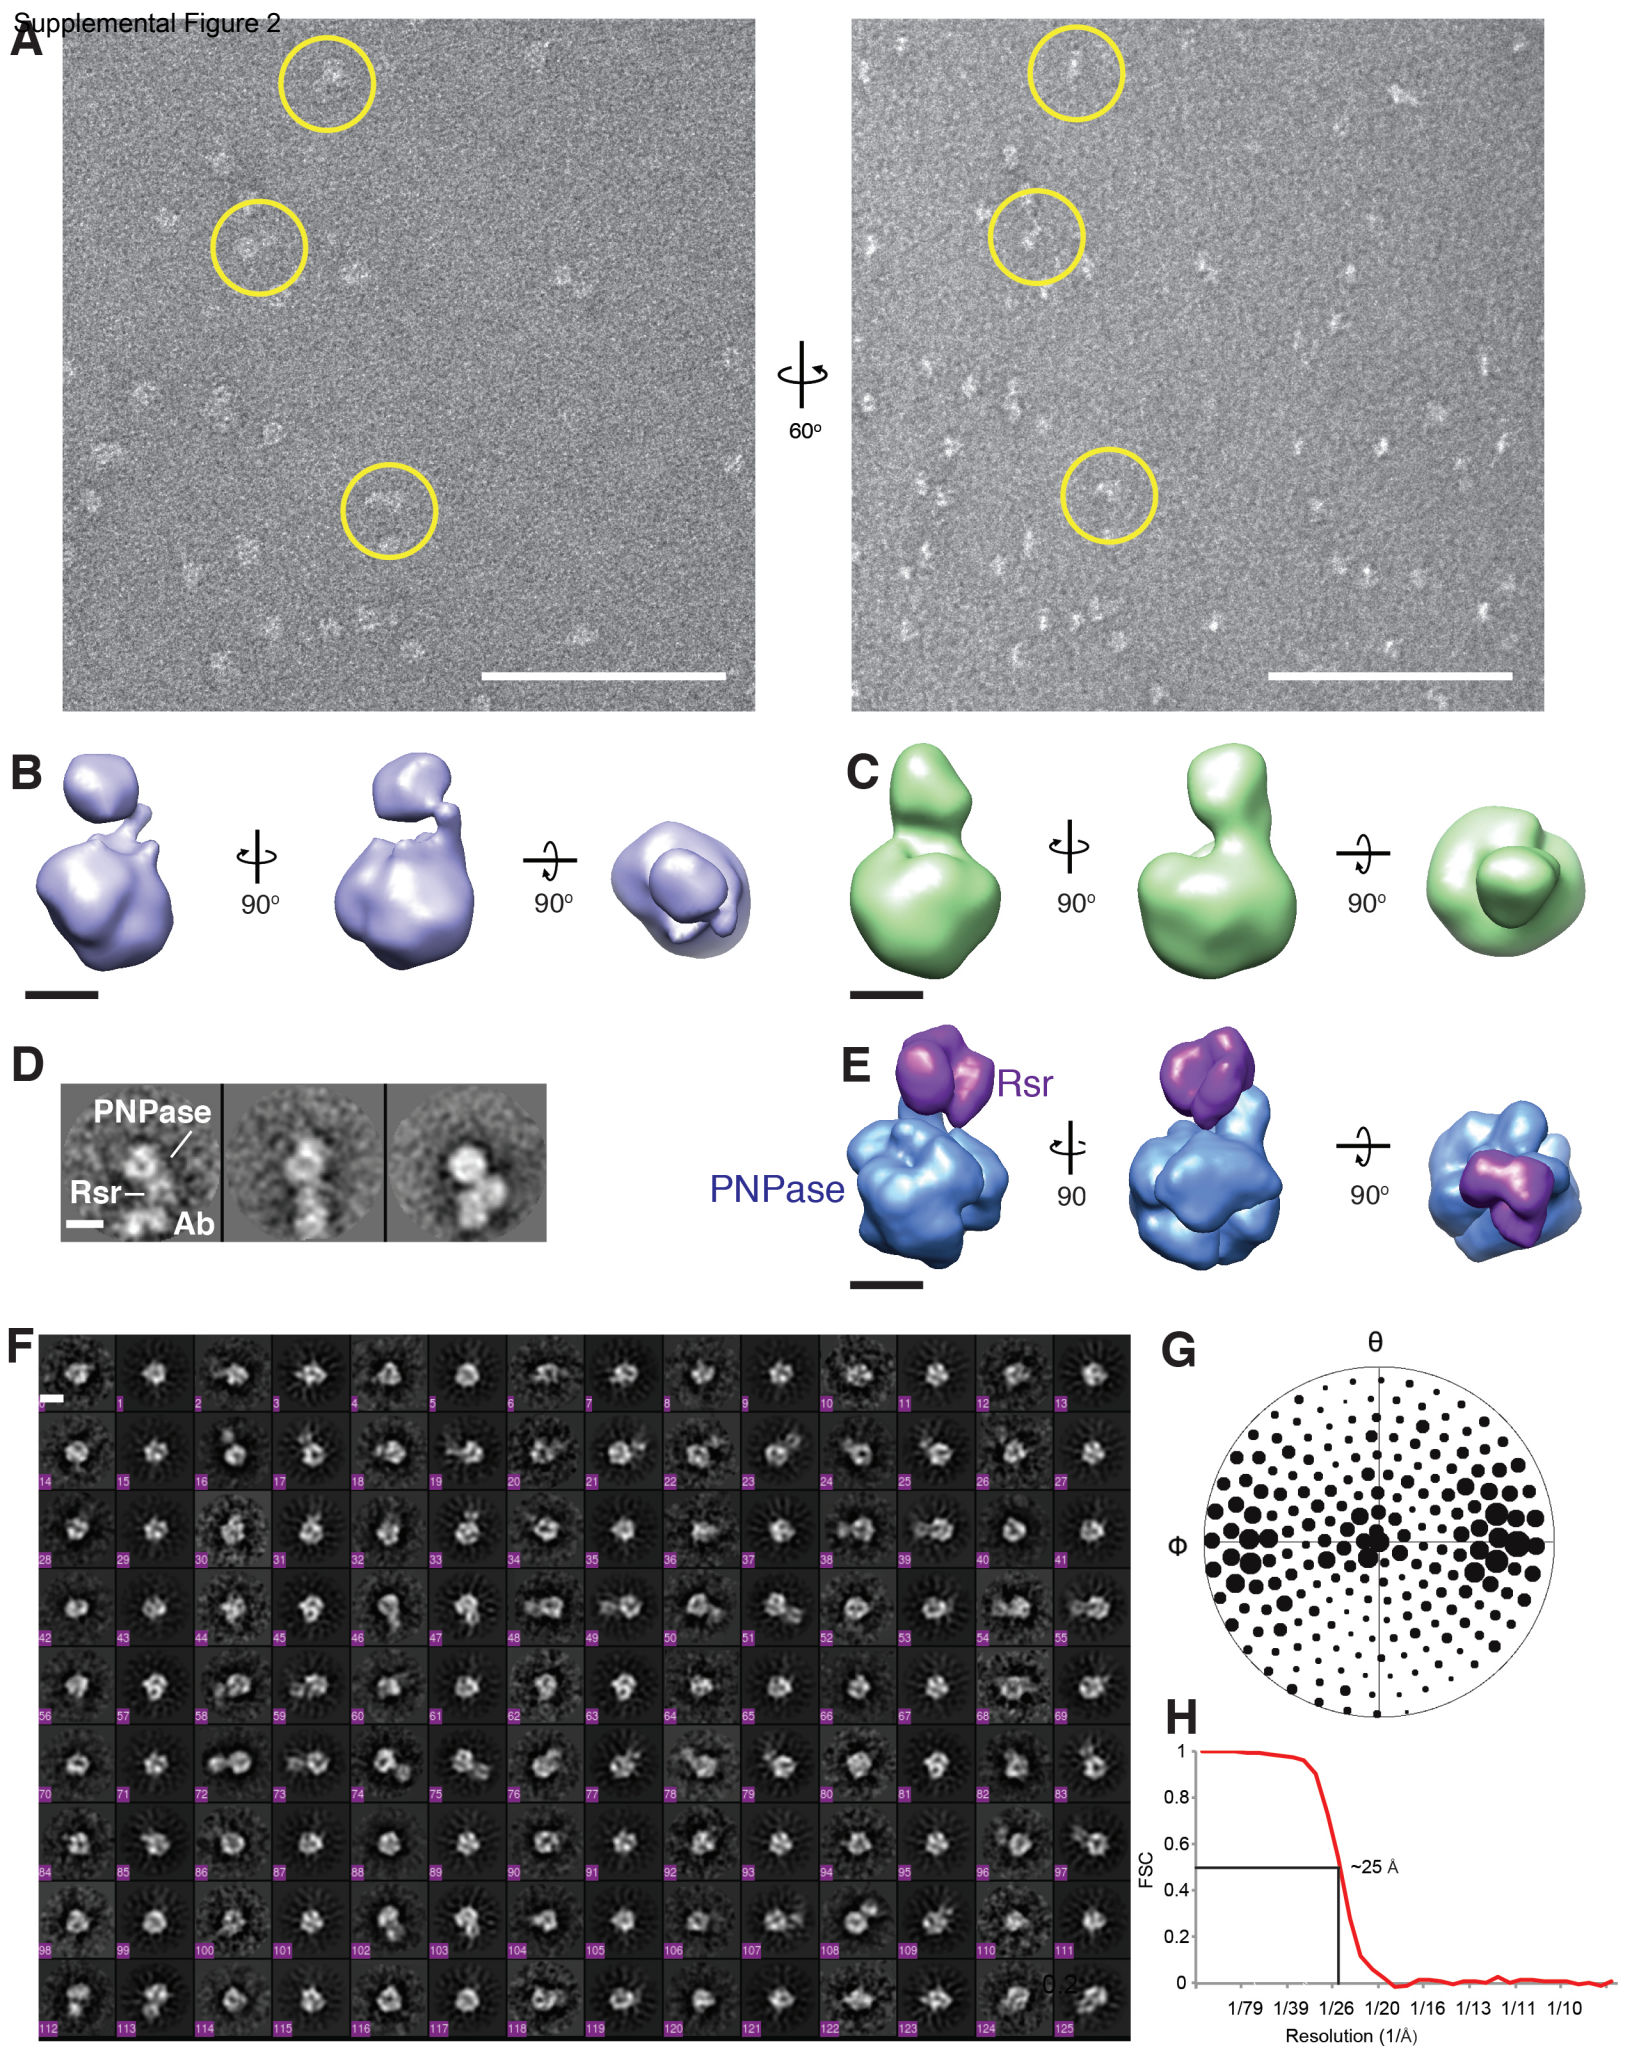 Supplemental Figure 2
A
60°
B
90°
90°
C
90°
90°
D
PNPase
Rsr
Ab
E
Rsr
PNPase
90
90°
F
0 1 2 3 4 5 6 7 8 9 10 11 12 13
14 15 16 17 18 19 20 21 22 23 24 25 26 27
28 29 30 31 32 33 34 35 36 37 38 39 40 41
42 43 44 45 46 47 48 49 50 51 52 53 54 55
56 57 58 59 60 61 62 63 64 65 66 67 68 69
70 71 72 73 74 75 76 77 78 79 80 81 82 83
84 85 86 87 88 89 90 91 92 93 94 95 96 97
98 99 100 101 102 103 104 105 106 107 108 109 110 111
0.2
112 113 114 115 116 117 118 119 120 121 122 123 124 125
G
θ
Φ
H
1
0.8
0.6
0.4
0.2
0
FSC
~25 Å
1/79 1/39 1/26 1/20 1/16 1/13 1/11 1/10
Resolution (1/Å)